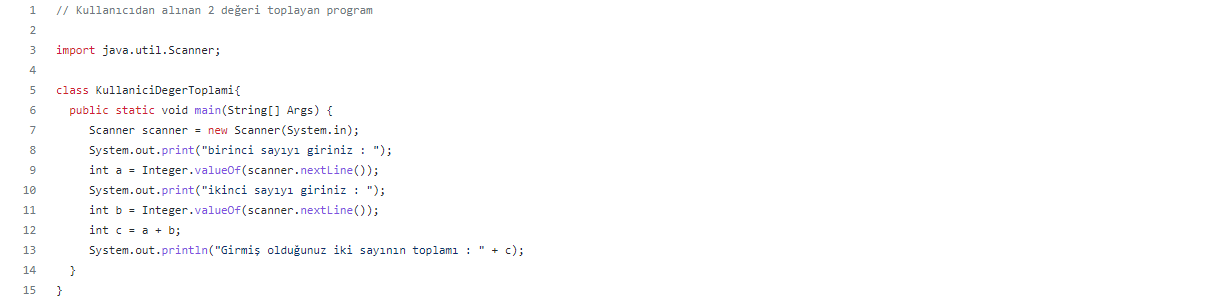 1 // Kullanıcıdan alınan 2 değeri toplayan program
2
3 import java.util.Scanner;
4
5 class KullaniciDegerToplami{
6 public static void main(String[] Args) {
7 Scanner scanner = new Scanner(System.in);
8 System.out.print("birinci sayıyı giriniz : ");
9 int a = Integer.valueOf(scanner.nextLine());
10 System.out.print("ikinci sayıyı giriniz : ");
11 int b = Integer.valueOf(scanner.nextLine());
12 int c = a + b;
13 System.out.println("Girmiş olduğunuz iki sayının toplamı : " + c);
14 }
15 }